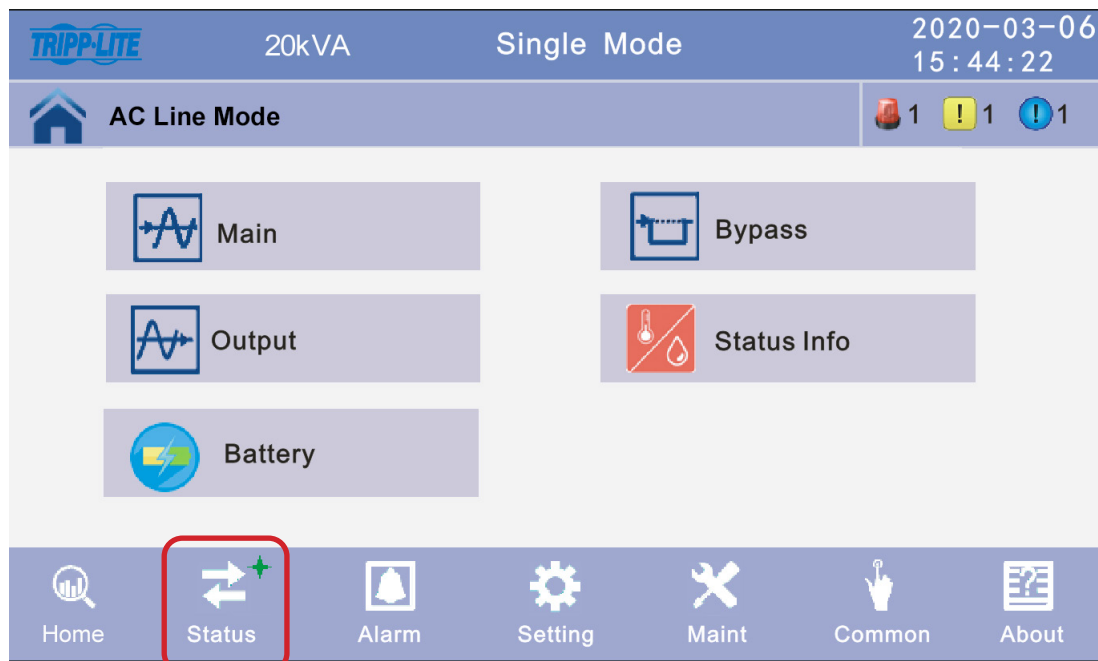 TRIPP·LITE 20kVA Single Mode 2020-03-06
15:44:22
AC Line Mode 1 ! 1 ! 1
Main Bypass
Output Status Info
Battery
Home Status Alarm Setting Maint Common About